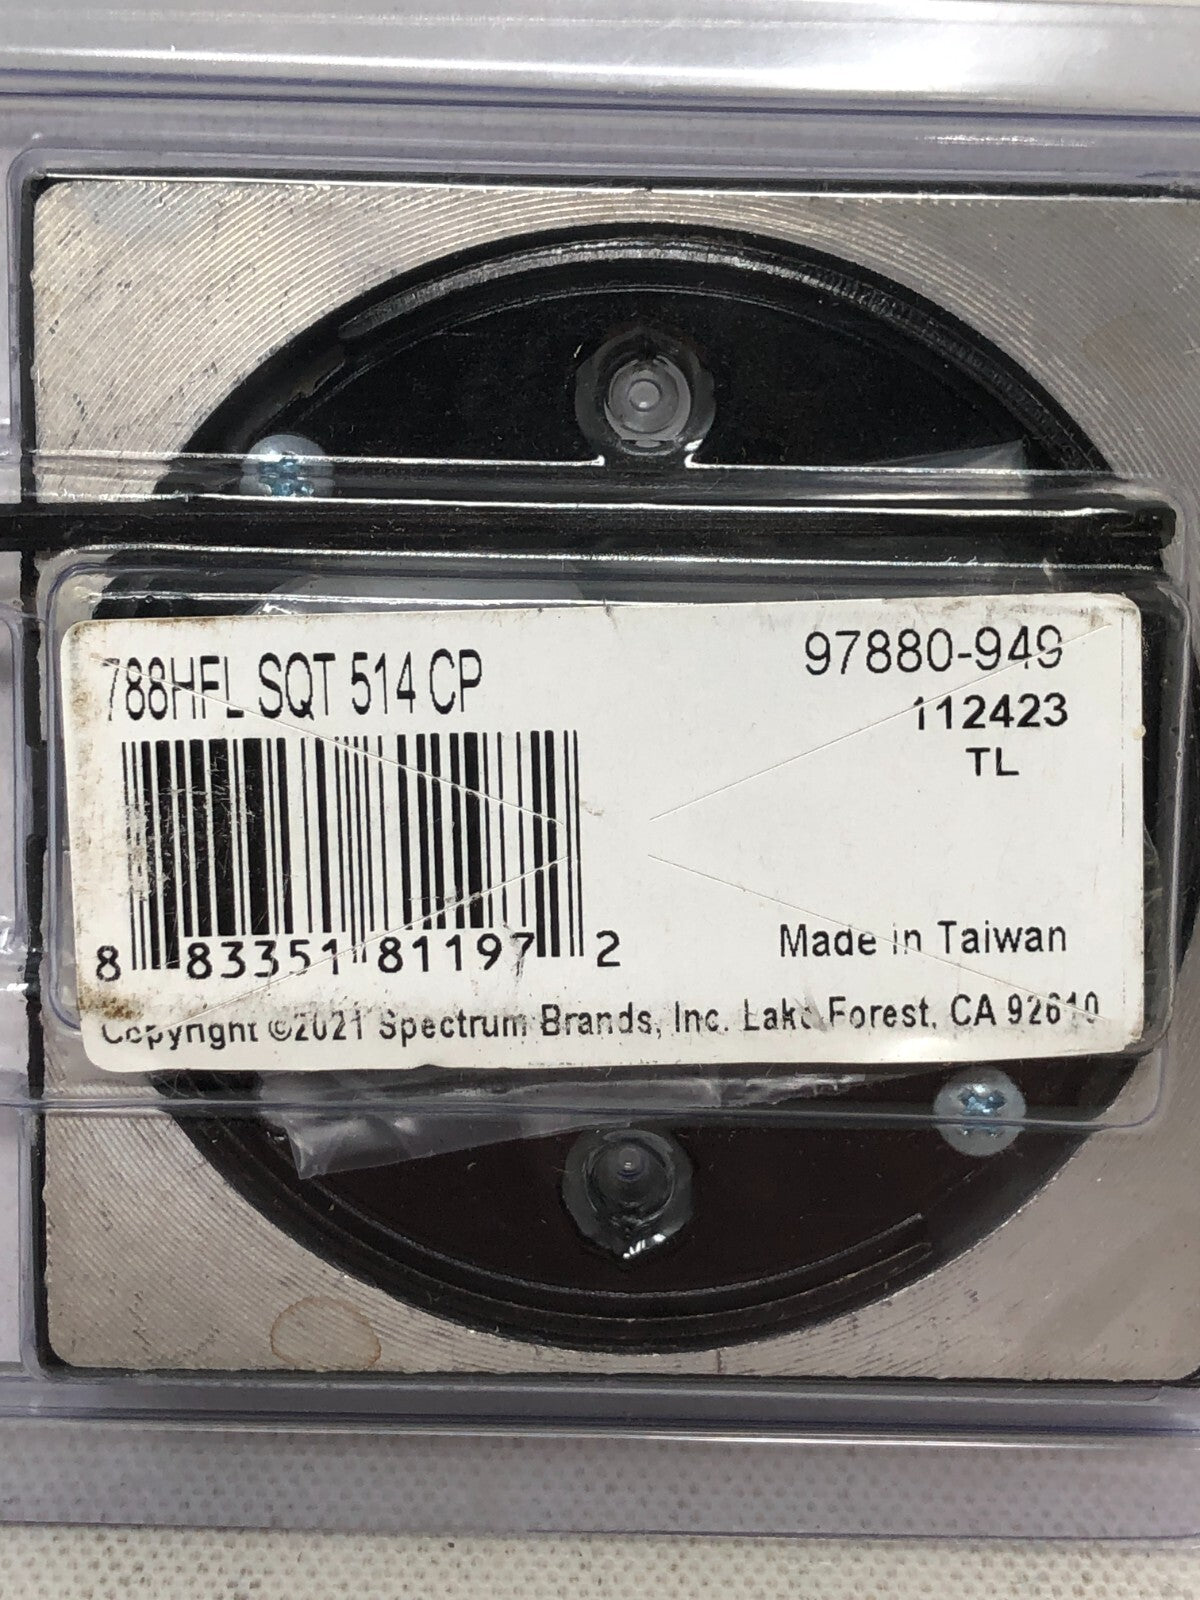 788HFL SQT 514 CP
97880-949
112423
TL
8 83351 81197 2
Made in Taiwan
Copyright ©2021 Spectrum Brands, Inc. Lake Forest, CA 92610